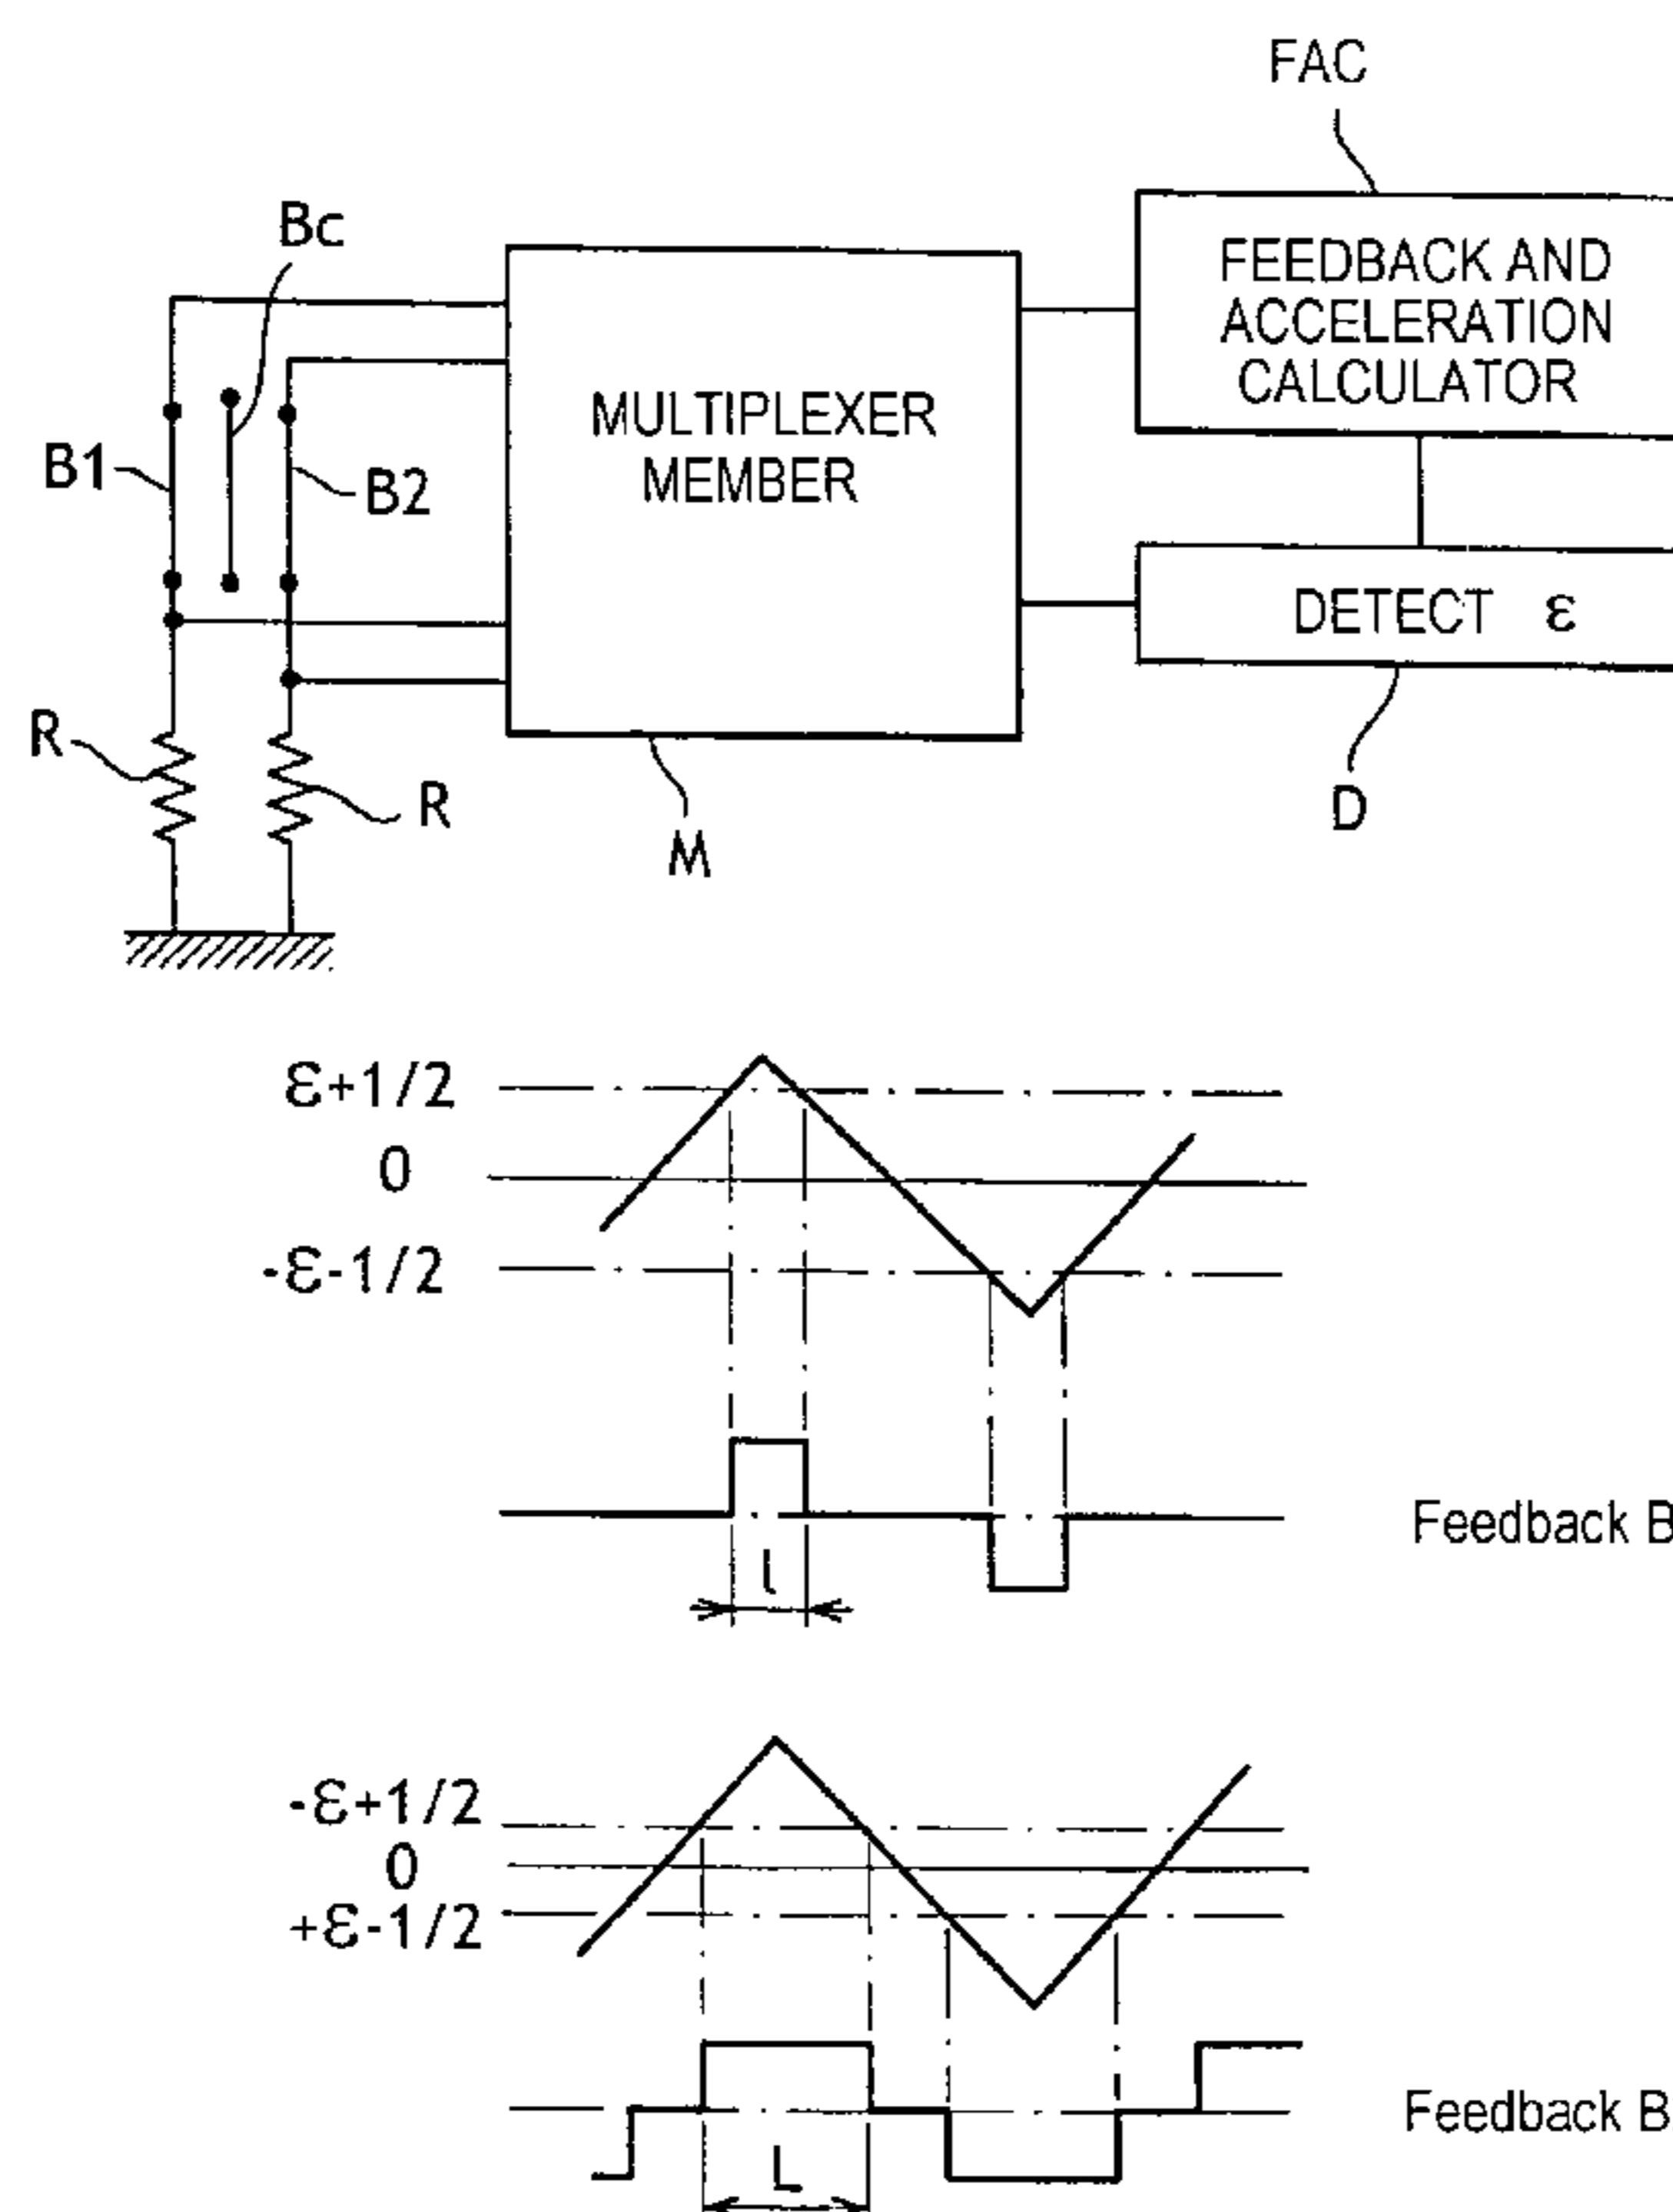 FAC
Bc
FEEDBACK AND
ACCELERATION
CALCULATOR
MULTIPLEXER
MEMBER
B1
B2
DETECT ε
R
R
M
D
ε+1/2
0
-ε-1/2
Feedback B
l
-ε+1/2
0
+ε-1/2
Feedback B
L